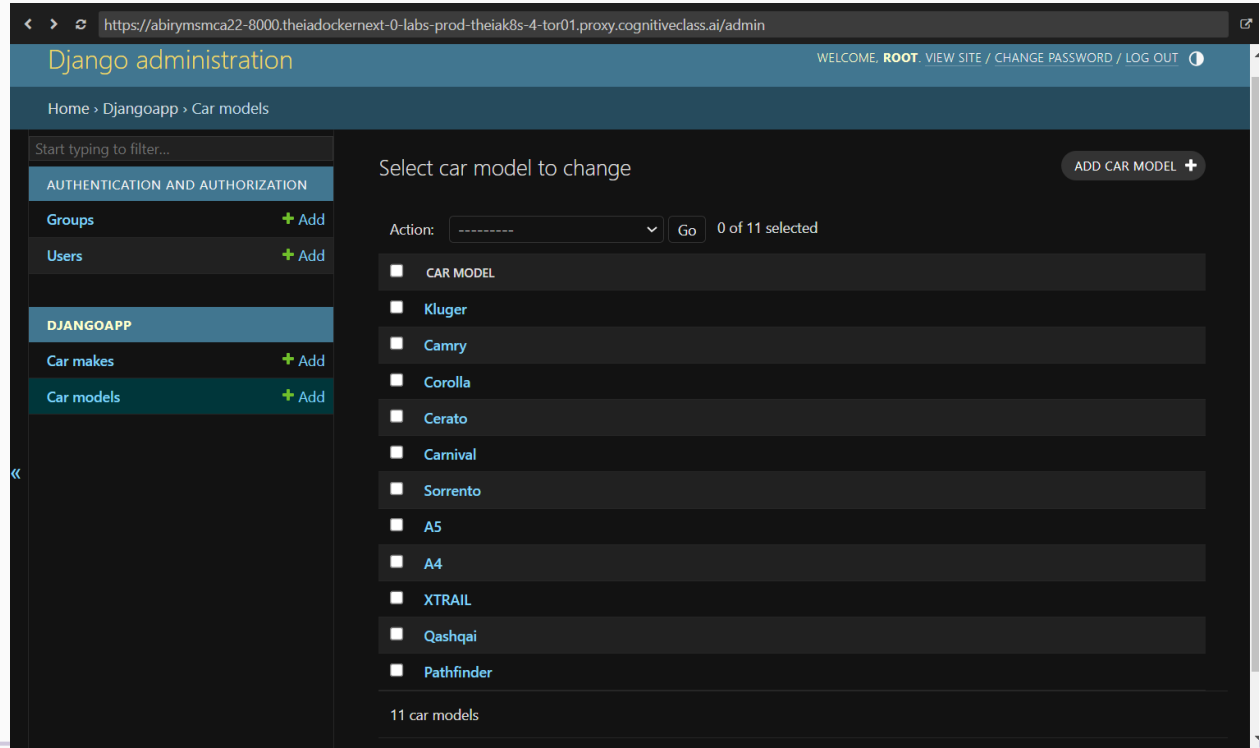 https://abirymsmca22-8000.theiadockernext-0-labs-prod-theiak8s-4-tor01.proxy.cognitiveclass.ai/admin
Django administration
WELCOME, ROOT. VIEW SITE / CHANGE PASSWORD / LOG OUT
Home › Djangoapp › Car models
Start typing to filter...
AUTHENTICATION AND AUTHORIZATION
Groups + Add
Users + Add
DJANGOAPP
Car makes + Add
Car models + Add
«
Select car model to change
ADD CAR MODEL +
Action: --------- Go 0 of 11 selected
CAR MODEL
Kluger
Camry
Corolla
Cerato
Carnival
Sorrento
A5
A4
XTRAIL
Qashqai
Pathfinder
11 car models